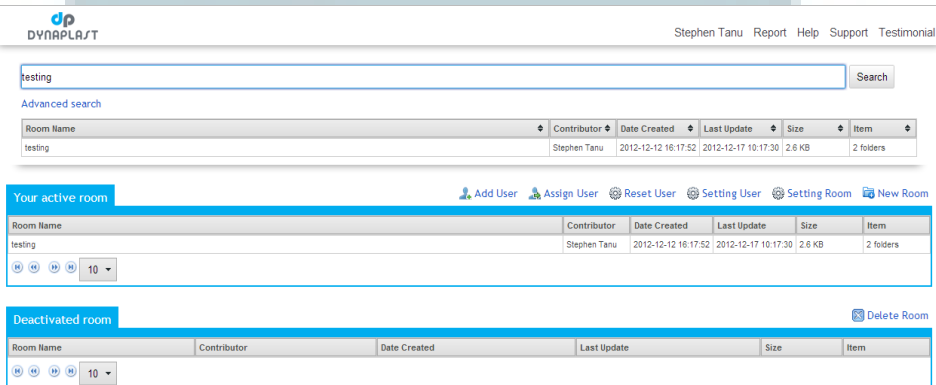 dp
DYNAPLAST
Stephen Tanu Report Help Support Testimonial
testing Search
Advanced search
Room Name Contributor Date Created Last Update Size Item
testing Stephen Tanu 2012-12-12 16:17:52 2012-12-17 10:17:30 2.6 KB 2 folders
Your active room Add User Assign User Reset User Setting User Setting Room New Room
Room Name Contributor Date Created Last Update Size Item
testing Stephen Tanu 2012-12-12 16:17:52 2012-12-17 10:17:30 2.6 KB 2 folders
10
Deactivated room Delete Room
Room Name Contributor Date Created Last Update Size Item
10